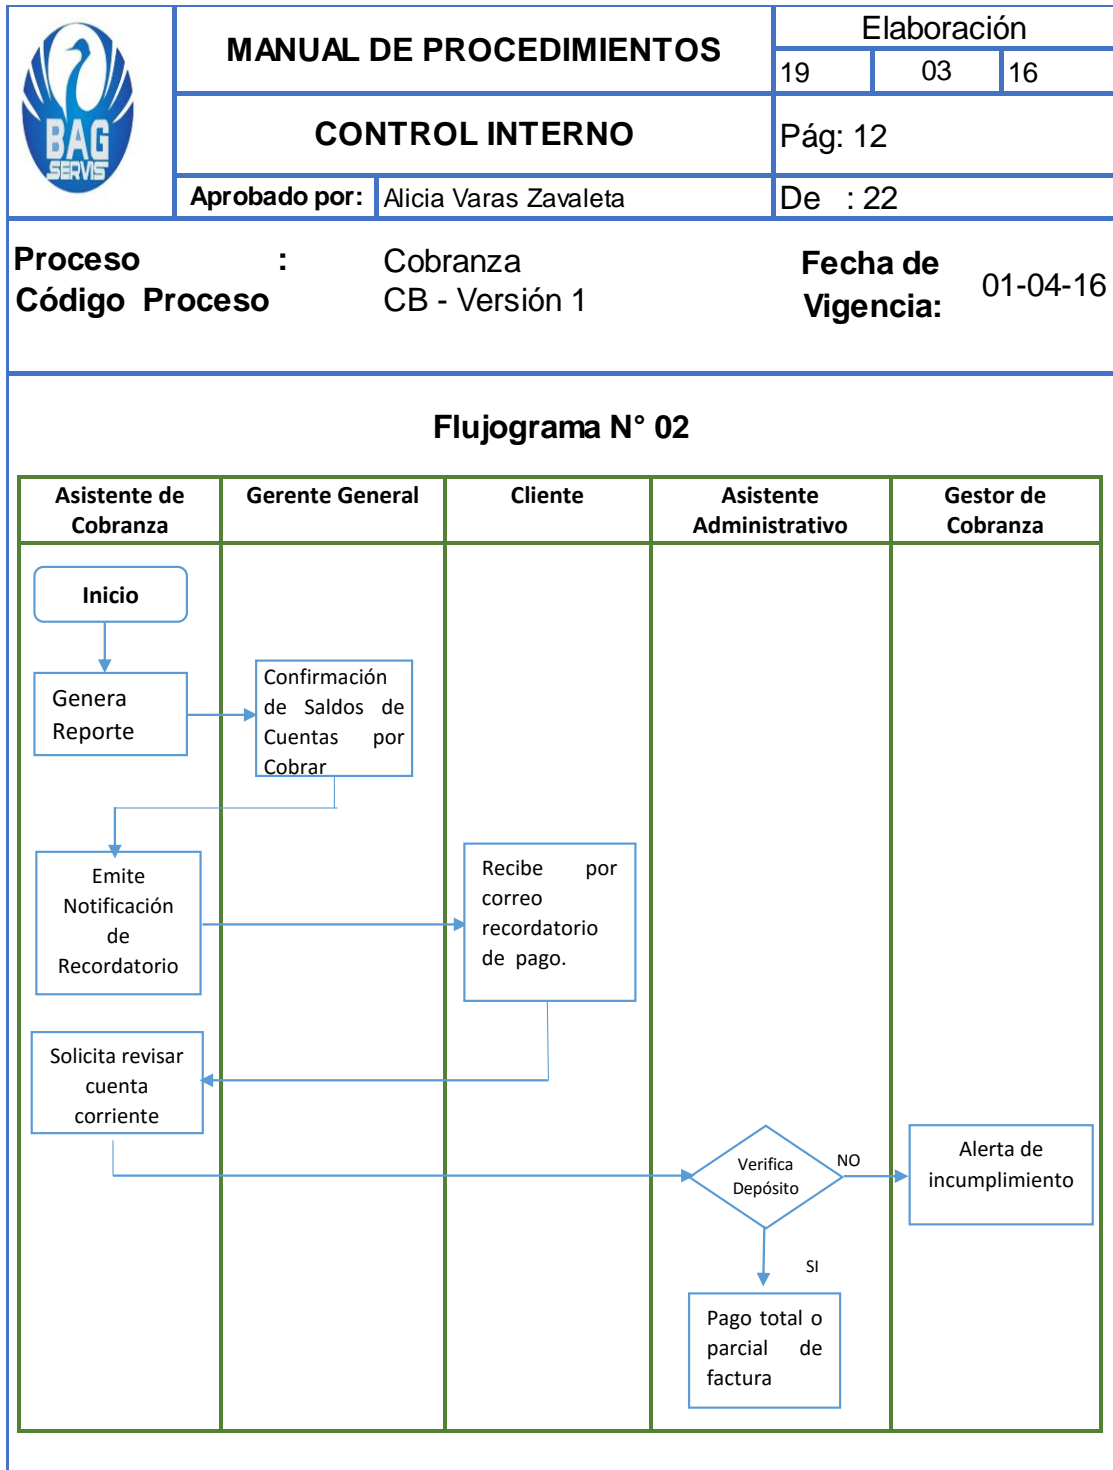 BAG
SERVIS
MANUAL DE PROCEDIMIENTOS
Elaboración
19 03 16
CONTROL INTERNO
Pág: 12
Aprobado por: Alicia Varas Zavaleta
De : 22
Proceso : Cobranza
Código Proceso CB - Versión 1
Fecha de
Vigencia: 01-04-16
Flujograma N° 02
Asistente de
Cobranza
Gerente General
Cliente
Asistente
Administrativo
Gestor de
Cobranza
Inicio
Genera
Reporte
Confirmación
de Saldos de
Cuentas por
Cobrar
Emite
Notificación
de
Recordatorio
Recibe por
correo
recordatorio
de pago.
Solicita revisar
cuenta
corriente
Verifica
Depósito
NO
Alerta de
incumplimiento
SI
Pago total o
parcial de
factura